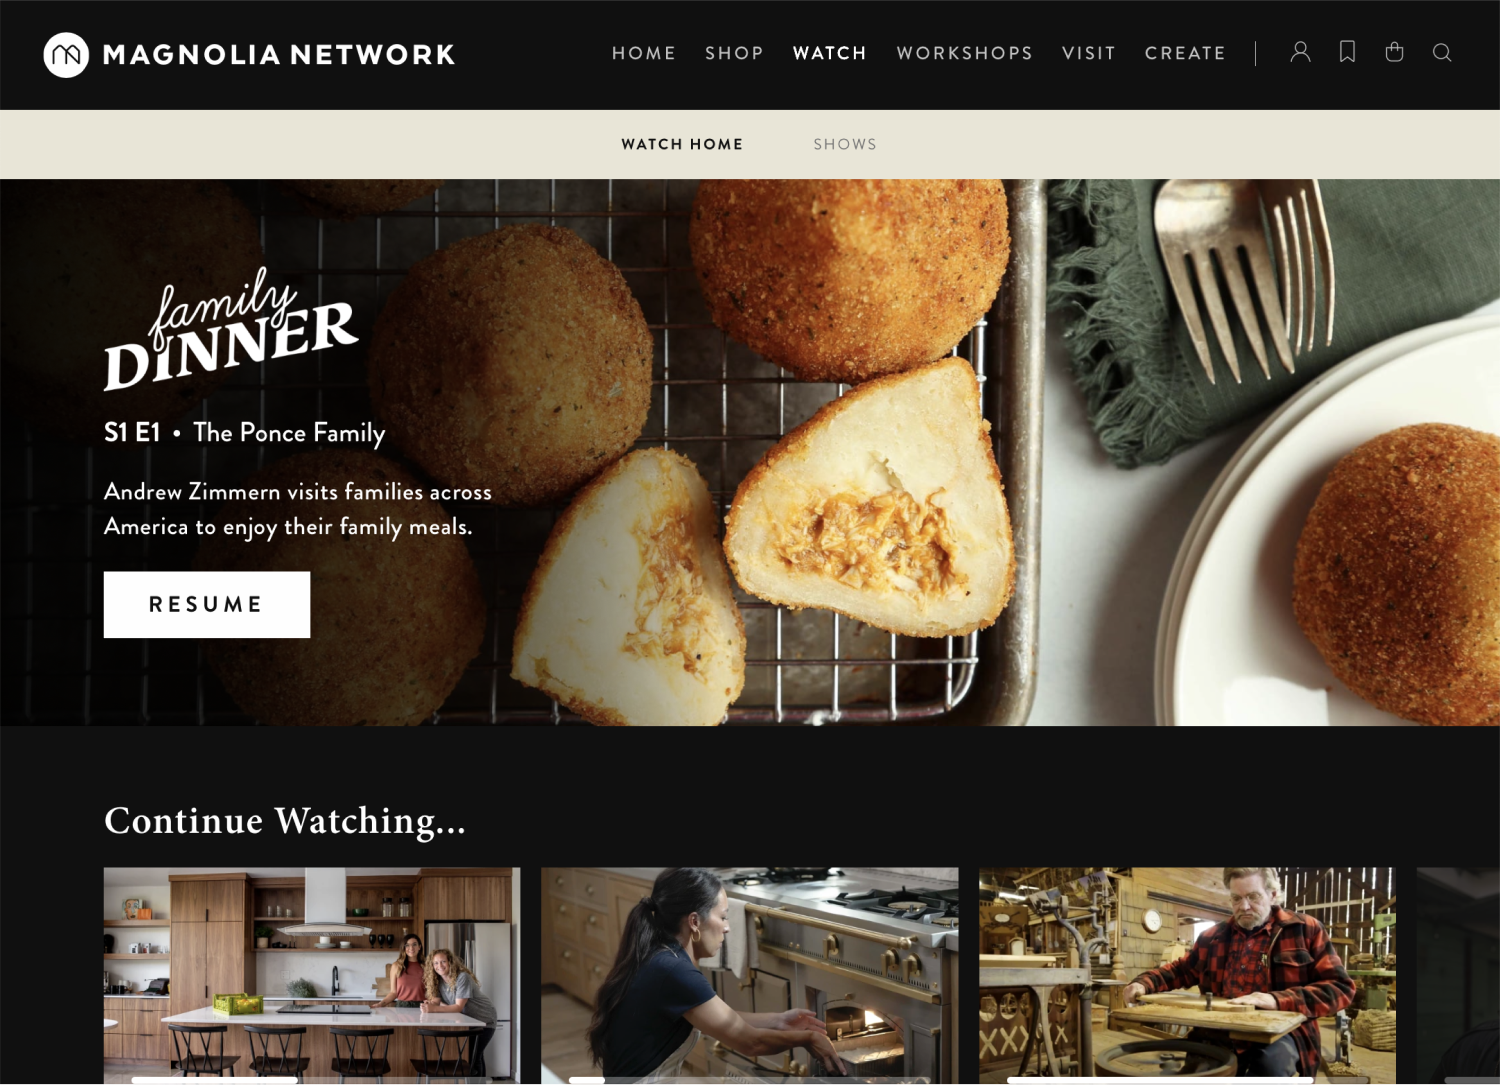 MAGNOLIA NETWORK
HOME SHOP WATCH WORKSHOPS VISIT CREATE
WATCH HOME SHOWS
family
DINNER
S1 E1 • The Ponce Family
Andrew Zimmern visits families across
America to enjoy their family meals.
RESUME
Continue Watching...